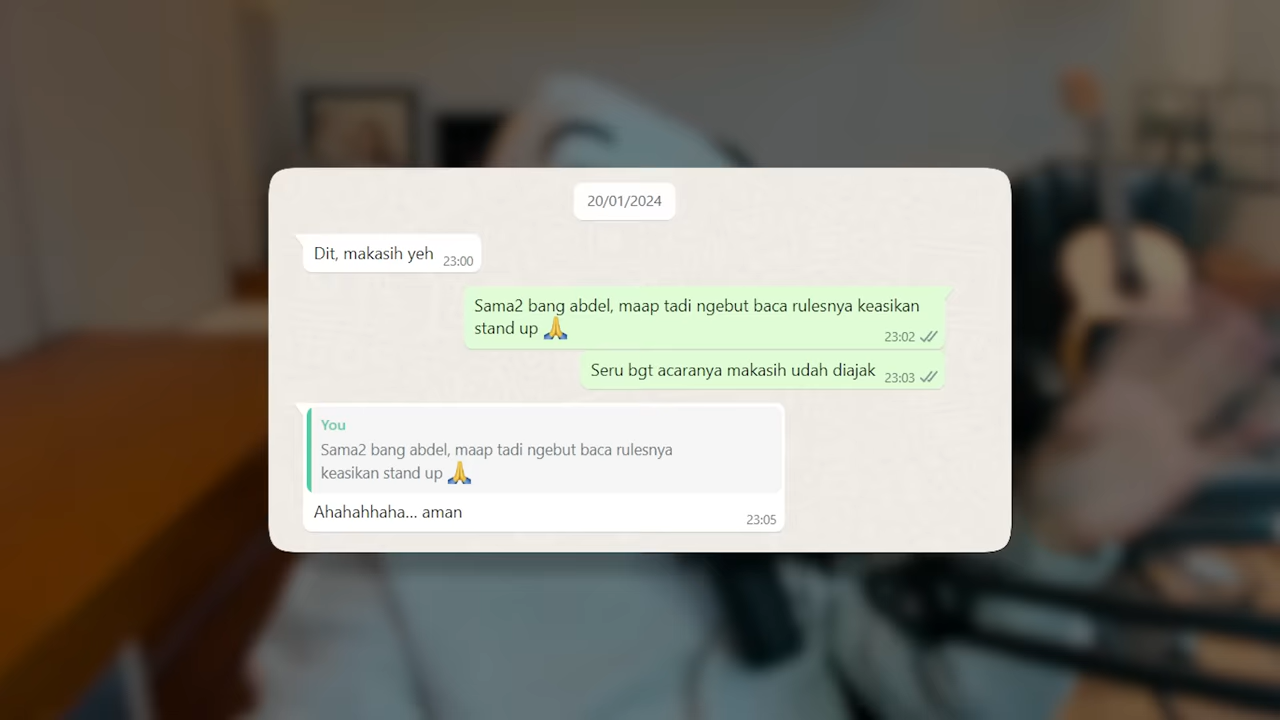 20/01/2024
Dit, makasih yeh 23:00
Sama2 bang abdel, maap tadi ngebut baca rulesnya keasikan
stand up 🙏 23:02
Seru bgt acaranya makasih udah diajak 23:03
You
Sama2 bang abdel, maap tadi ngebut baca rulesnya
keasikan stand up 🙏
Ahahahhaha... aman 23:05